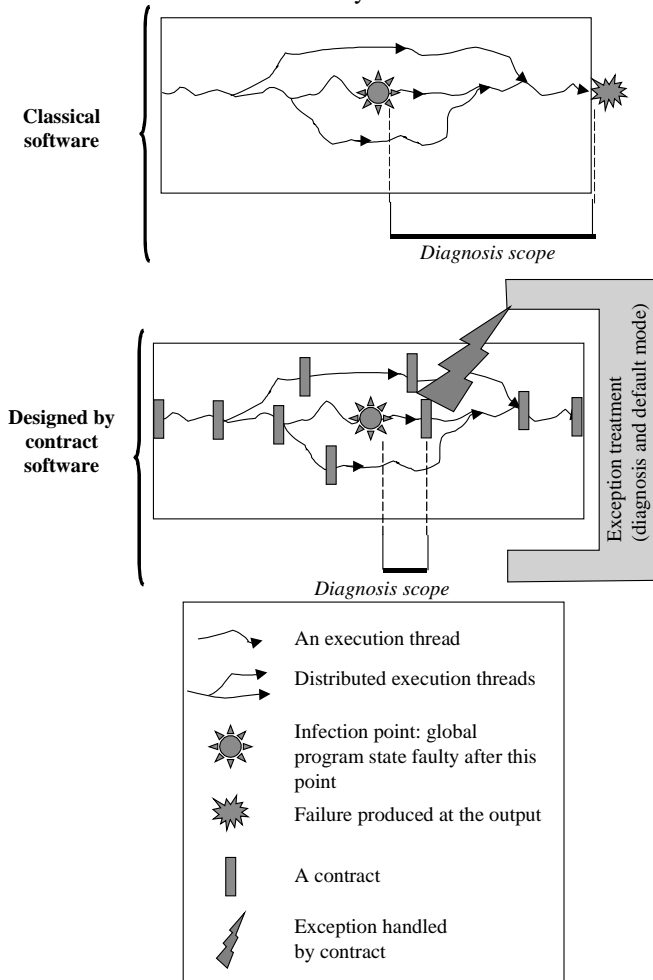 Classical
software
Diagnosis scope
Designed by
contract
software
Exception treatment
(diagnosis and default mode)
Diagnosis scope
An execution thread
Distributed execution threads
Infection point: global
program state faulty after this
point
Failure produced at the output
A contract
Exception handled
by contract